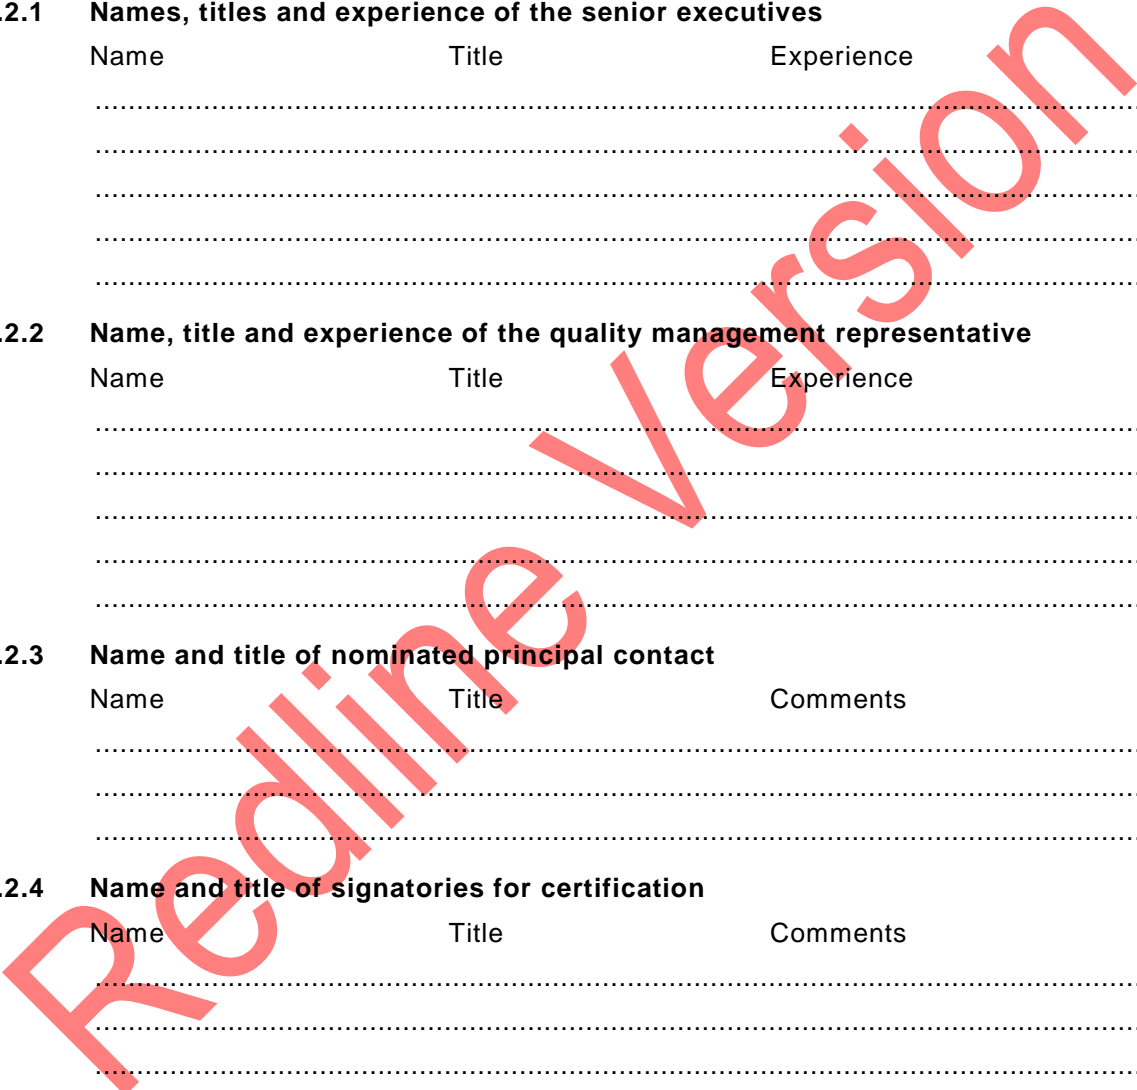 .2.1 Names, titles and experience of the senior executives
Name Title Experience
..............................................................................................................................
..............................................................................................................................
..............................................................................................................................
..............................................................................................................................
..............................................................................................................................
.2.2 Name, title and experience of the quality management representative
Name Title Experience
..............................................................................................................................
..............................................................................................................................
..............................................................................................................................
..............................................................................................................................
..............................................................................................................................
.2.3 Name and title of nominated principal contact
Name Title Comments
..............................................................................................................................
..............................................................................................................................
..............................................................................................................................
.2.4 Name and title of signatories for certification
Name Title Comments
..............................................................................................................................
..............................................................................................................................
..............................................................................................................................
Redline Version